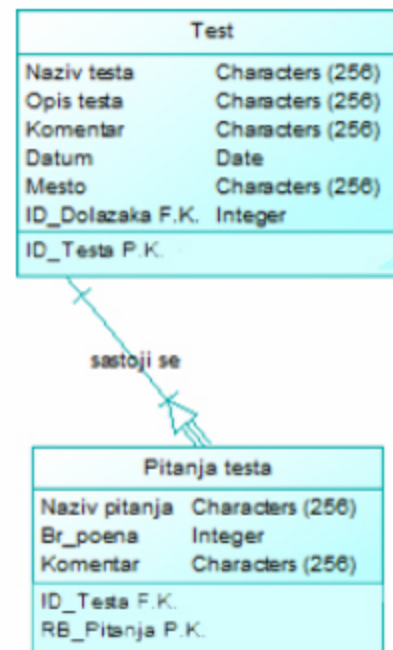 Test
Naziv testa Characters (256)
Opis testa Characters (256)
Komentar Characters (256)
Datum Date
Mesto Characters (256)
ID_Dolazaka F.K. Integer
ID_Testa P.K.
sastoji se
Pitanja testa
Naziv pitanja Characters (256)
Br_poena Integer
Komentar Characters (256)
ID_Testa F.K.
RB_Pitanja P.K.